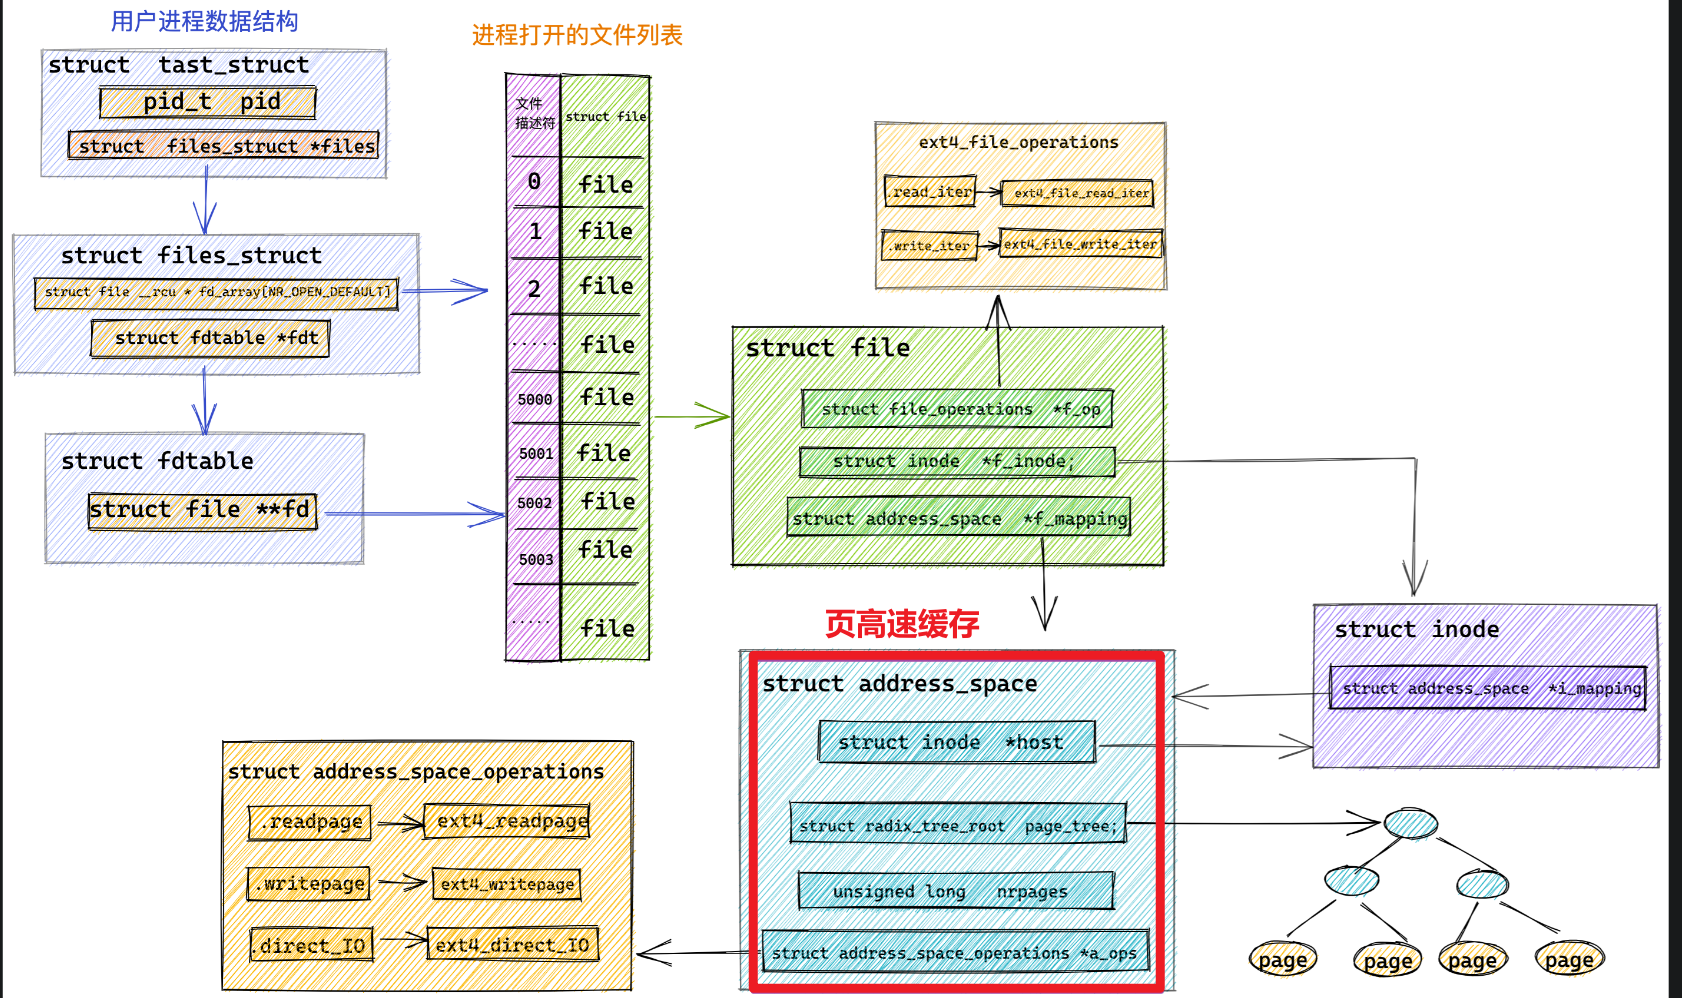 用户进程数据结构
struct tast_struct
pid_t pid
struct files_struct *files
struct files_struct
struct file __rcu * fd_array[NR_OPEN_DEFAULT]
struct fdtable *fdt
struct fdtable
struct file **fd
进程打开的文件列表
文件
描述符
struct file
0
file
1
file
2
file
.....
file
5000
file
5001
file
5002
file
5003
file
.....
file
ext4_file_operations
.read_iter
ext4_file_read_iter
.write_iter
ext4_file_write_iter
struct file
struct file_operations *f_op
struct inode *f_inode;
struct address_space *f_mapping
页高速缓存
struct address_space
struct inode *host
struct radix_tree_root page_tree;
unsigned long nrpages
struct address_space_operations *a_ops
struct inode
struct address_space *i_mapping
page
page
page
page
struct address_space_operations
.readpage
ext4_readpage
.writepage
ext4_writepage
.direct_IO
ext4_direct_IO